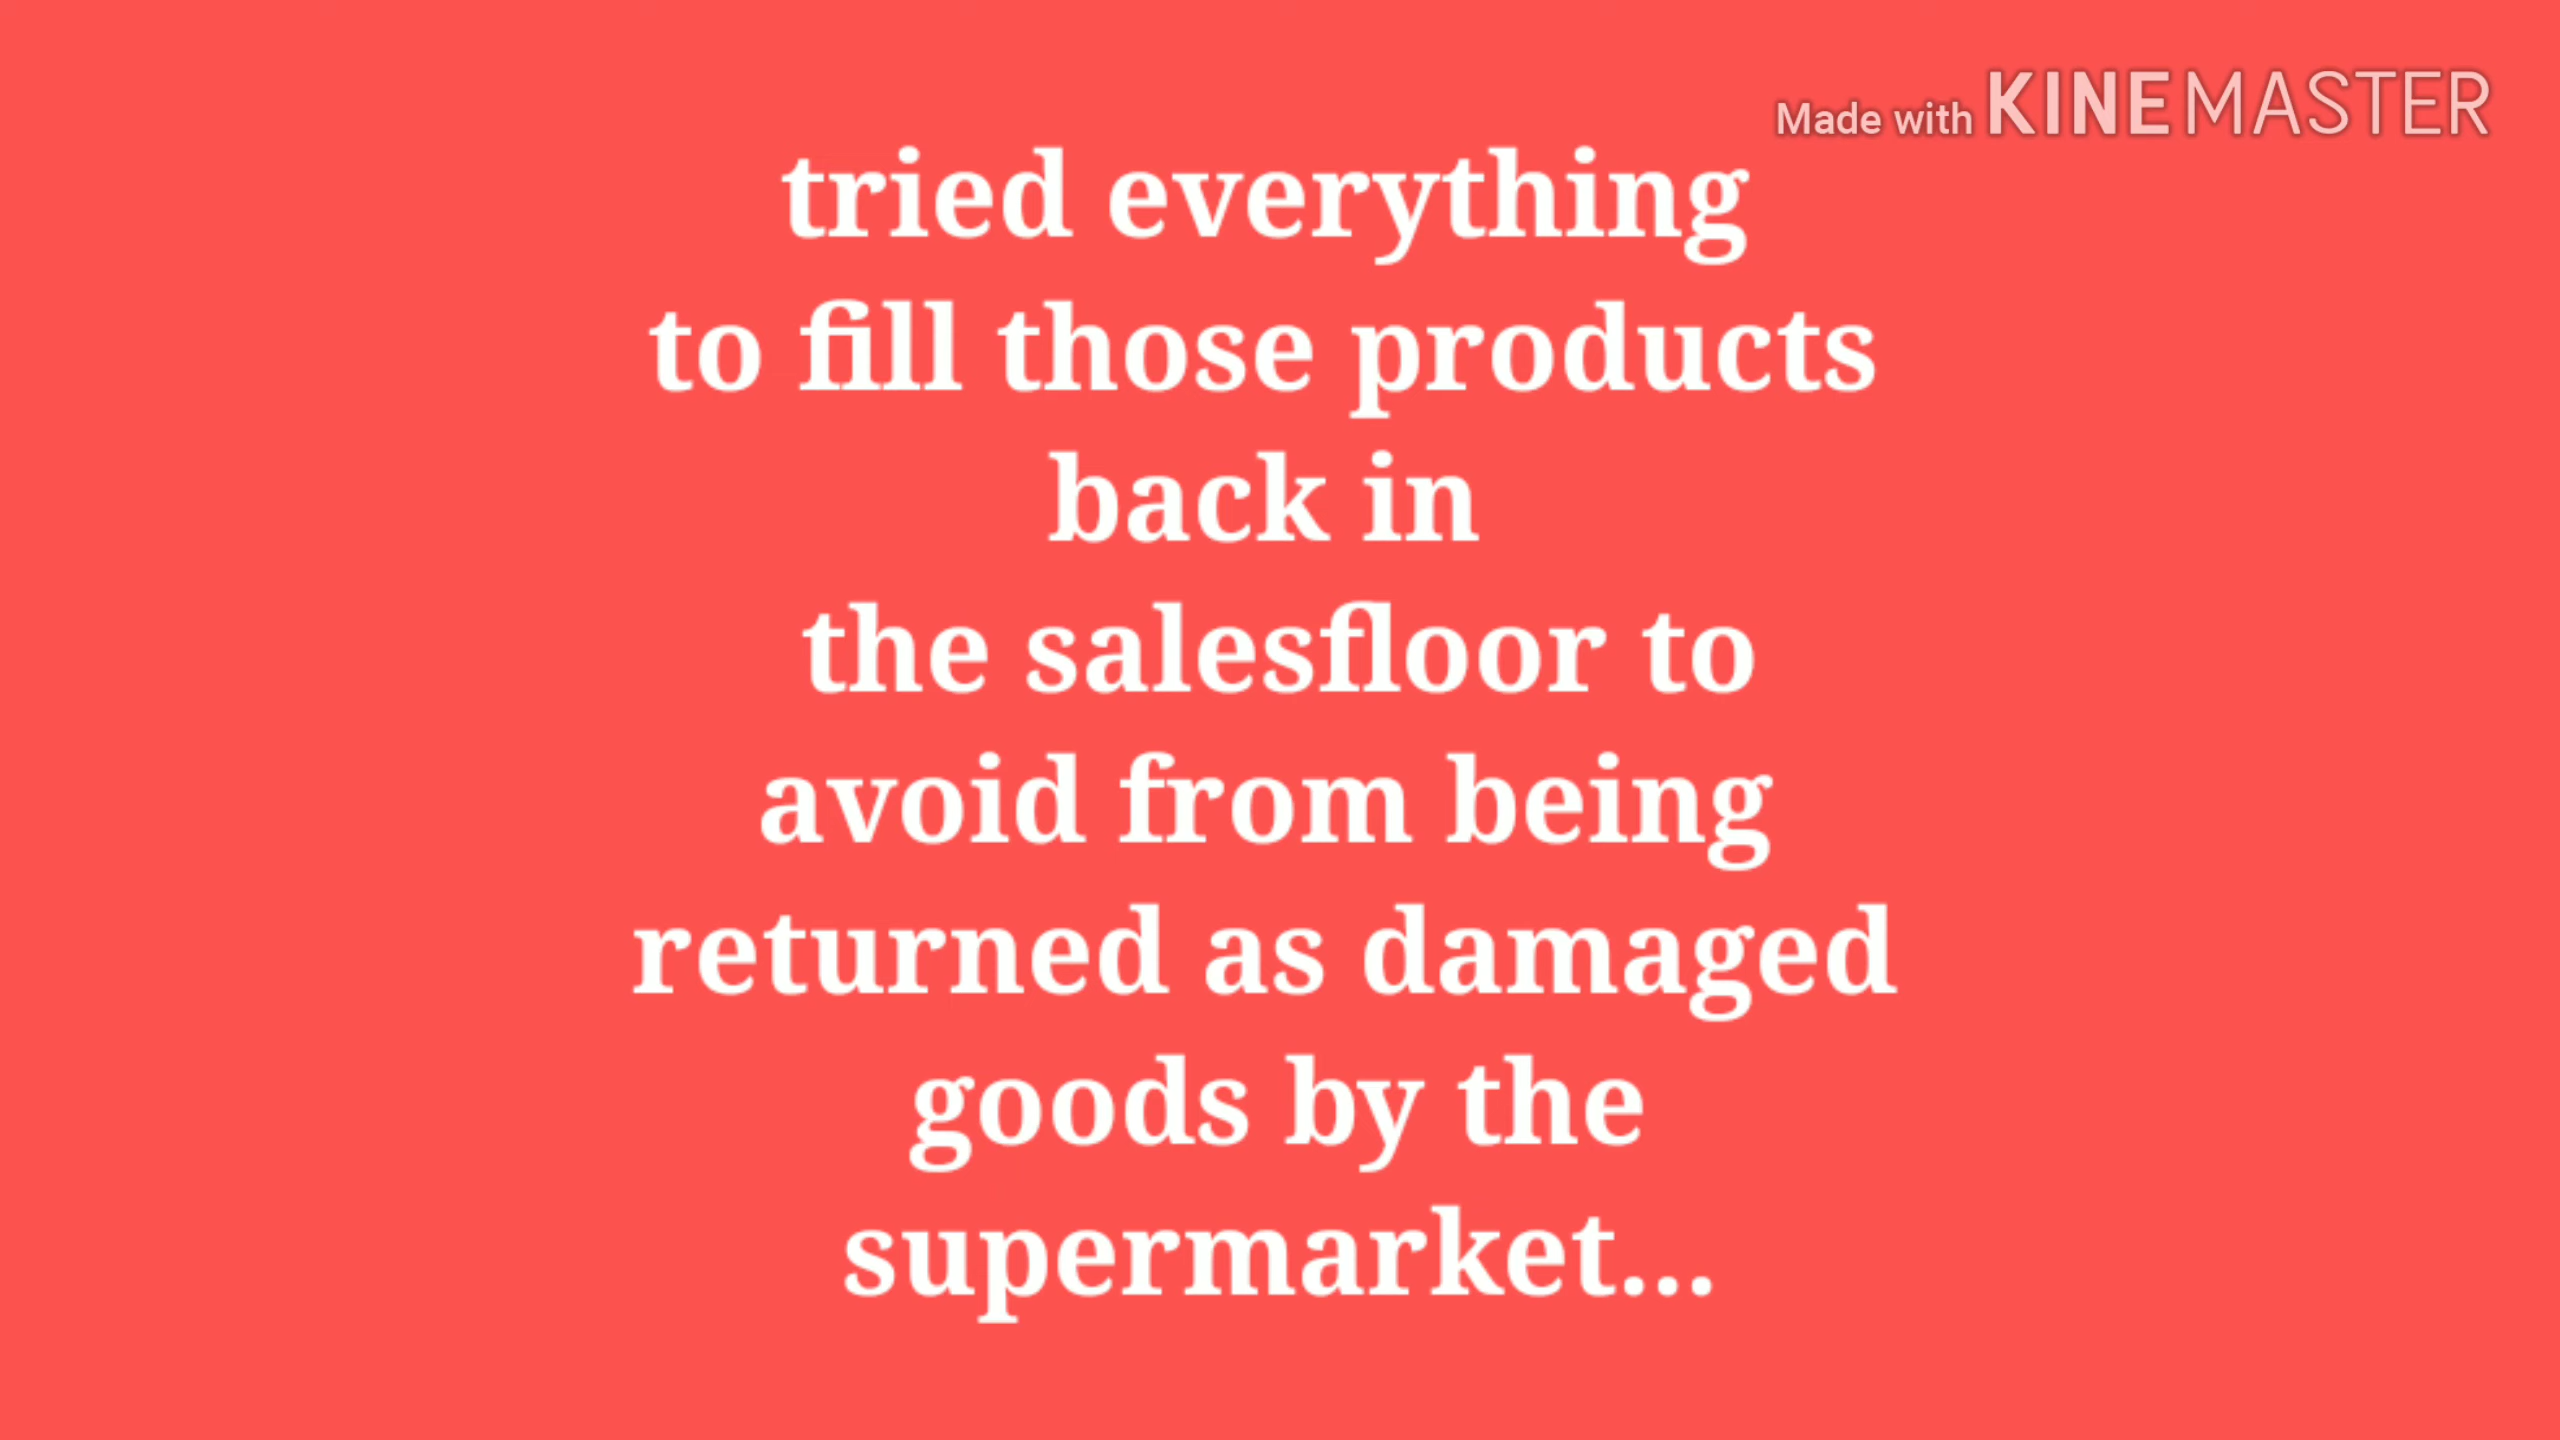 Made with KINEMASTER
tried everything
to fill those products
back in
the salesfloor to
avoid from being
returned as damaged
goods by the
supermarket...